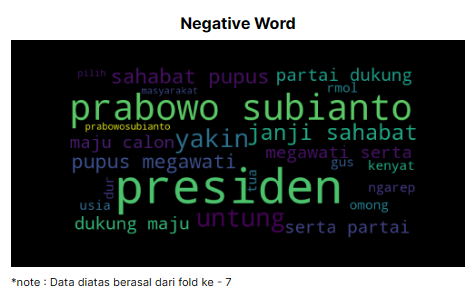 Negative Word
pilih
sahabat pupus
partai dukung
masyarakat
rmol
prabowo subianto
prabowosubianto
yakin
janji sahabat
maju calon
megawati serta
pupus megawati
gus
kenyat
presiden
dur
tua
ngarep
usia
omong
dukung maju
untung
serta partai
*note : Data diatas berasal dari fold ke - 7